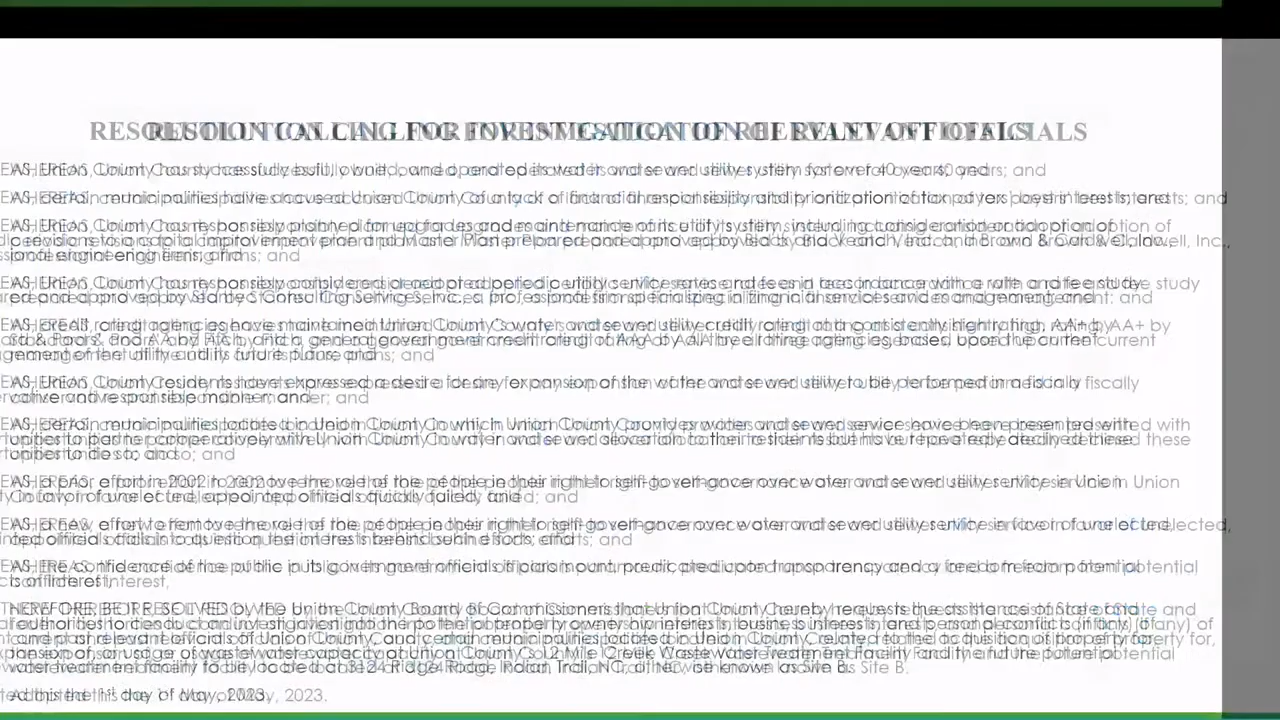 RESOLUTION CALLING FOR INVESTIGATION OF RELEVANT OFFICIALS
WHEREAS, Union County has successfully built, owned, and operated its water and sewer utility system for over 40 years; and
WHEREAS, certain municipalities have accused Union County of a lack of financial responsibility and prioritization of taxpayers' best interests; and
WHEREAS, Union County has responsibly planned for upgrades and maintenance of its utility system, including consideration or adoption of
revisions to a capital improvement plan and Master Plan prepared and approved by Black and Veatch, Inc., and Brown & Caldwell, Inc.,
professional engineering firms; and
WHEREAS, Union County has responsibly considered or adopted periodic utility service rates and fees in accordance with a rate and fee study
prepared and approved by Stantec Consulting Services, Inc., a professional firm specializing in financial services and management; and
WHEREAS, credit rating agencies have maintained Union County's water and sewer utility credit rating at a consistently high rating, AA+ by
Standard & Poor's and AA by Fitch, and a general government credit rating of AAA by all three rating agencies, based upon the current
management of the utility and its future plans; and
WHEREAS, Union County residents have expressed a desire for any expansion of the water and sewer utility to be performed in a fiscally
conservative and responsible manner; and
WHEREAS, certain municipalities located in Union County in which Union County provides water and sewer service have been presented with
opportunities to partner cooperatively with Union County in water and sewer allocation to their residents but have repeatedly declined these
opportunities to do so; and
WHEREAS, a prior effort in 2002 to remove the role of the people in their right to self-governance over water and sewer utility service in Union
County in favor of unelected, appointed officials quickly failed; and
WHEREAS, a new effort to remove the role of the people in their right to self-governance over water and sewer utility service in favor of unelected,
appointed officials calls into question the interests behind such efforts; and
WHEREAS, the confidence of the public in its government officials is paramount, predicated upon transparency and a freedom from potential
conflicts of interest,
NOW THEREFORE, BE IT RESOLVED by the Union County Board of Commissioners that Union County hereby requests the assistance of State and
authorities to conduct an investigation into the potential property ownership interests, business interests, and personal conflicts (if any) of
current and past relevant officials of Union County, and certain municipalities located in Union County, related to the acquisition of property for,
expansion of, or usage of wastewater capacity at Union County's 12 Mile Creek Waste Water Treatment Facility and the future potential
water treatment facility to be located at 3124 Ridge Road, Indian Trail, NC, otherwise known as Site B.
Adopted this the 1st day of May, 2023.